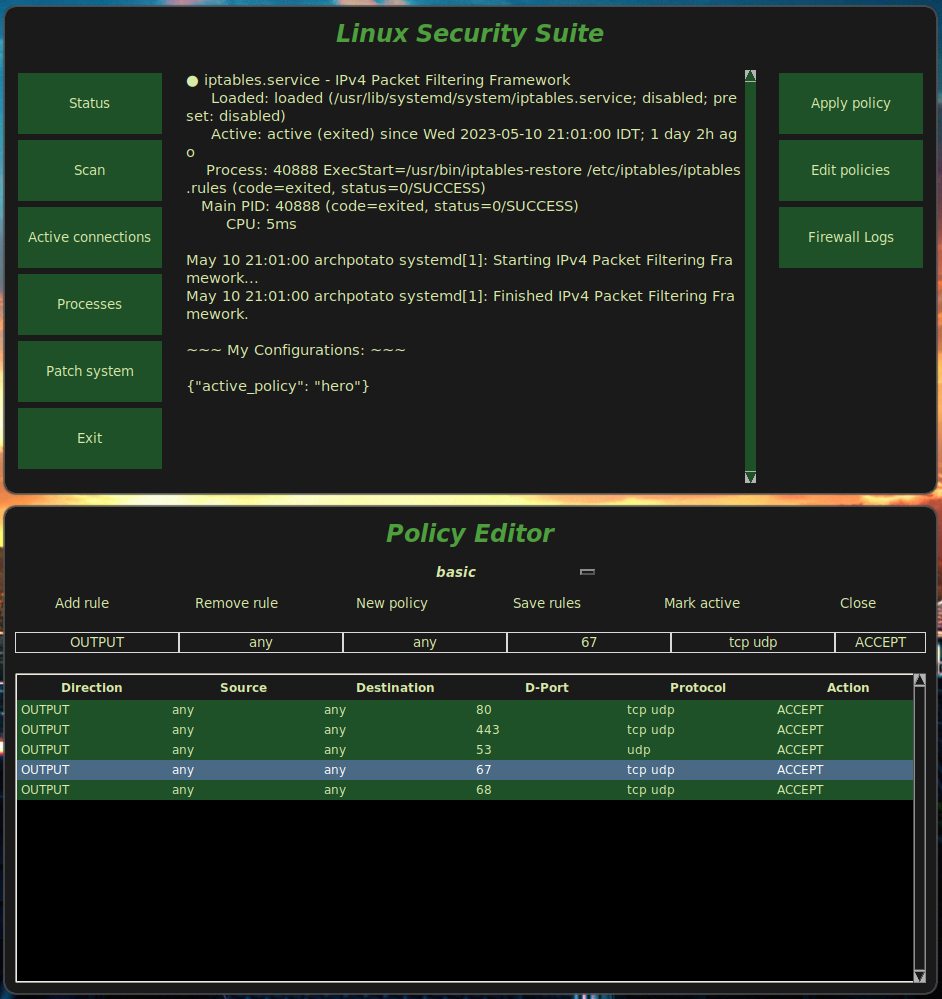 Linux Security Suite
Status
Scan
Active connections
Processes
Patch system
Exit
● iptables.service - IPv4 Packet Filtering Framework
Loaded: loaded (/usr/lib/systemd/system/iptables.service; disabled; pre
set: disabled)
Active: active (exited) since Wed 2023-05-10 21:01:00 IDT; 1 day 2h ag
o
Process: 40888 ExecStart=/usr/bin/iptables-restore /etc/iptables/iptables
.rules (code=exited, status=0/SUCCESS)
Main PID: 40888 (code=exited, status=0/SUCCESS)
CPU: 5ms
May 10 21:01:00 archpotato systemd[1]: Starting IPv4 Packet Filtering Fra
mework...
May 10 21:01:00 archpotato systemd[1]: Finished IPv4 Packet Filtering Fra
mework.
~~~ My Configurations: ~~~
{"active_policy": "hero"}
Apply policy
Edit policies
Firewall Logs
Policy Editor
basic
Add rule Remove rule New policy Save rules Mark active Close
OUTPUT any any 67 tcp udp ACCEPT
Direction Source Destination D-Port Protocol Action
OUTPUT any any 80 tcp udp ACCEPT
OUTPUT any any 443 tcp udp ACCEPT
OUTPUT any any 53 udp ACCEPT
OUTPUT any any 67 tcp udp ACCEPT
OUTPUT any any 68 tcp udp ACCEPT